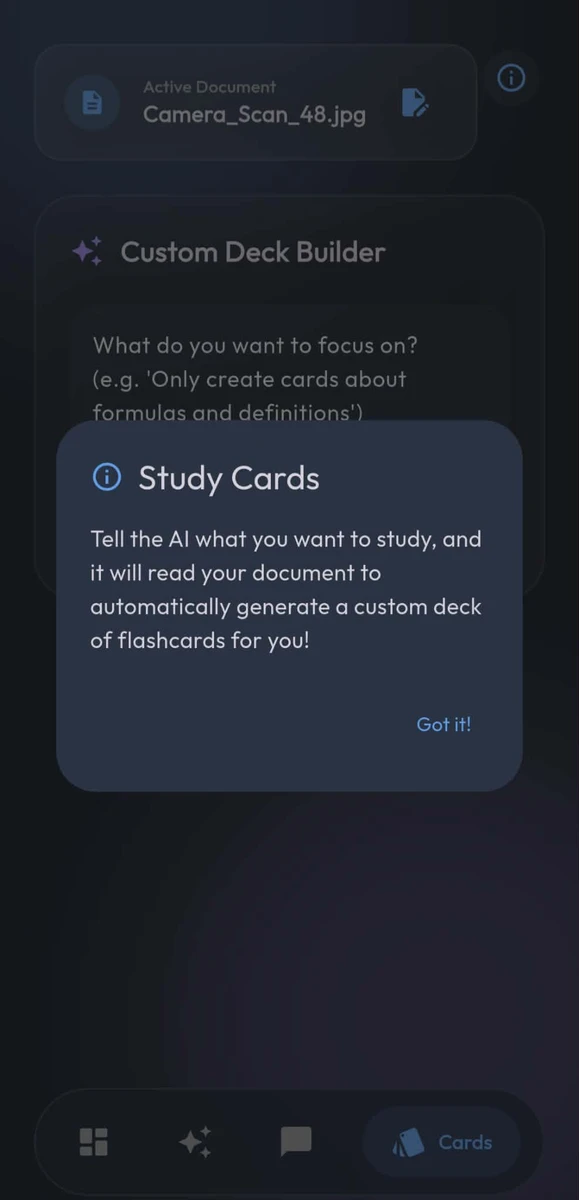 Active Document
Camera_Scan_48.jpg
Custom Deck Builder
What do you want to focus on?
(e.g. 'Only create cards about
formulas and definitions')
Study Cards
Tell the AI what you want to study, and
it will read your document to
automatically generate a custom deck
of flashcards for you!
Got it!
Cards